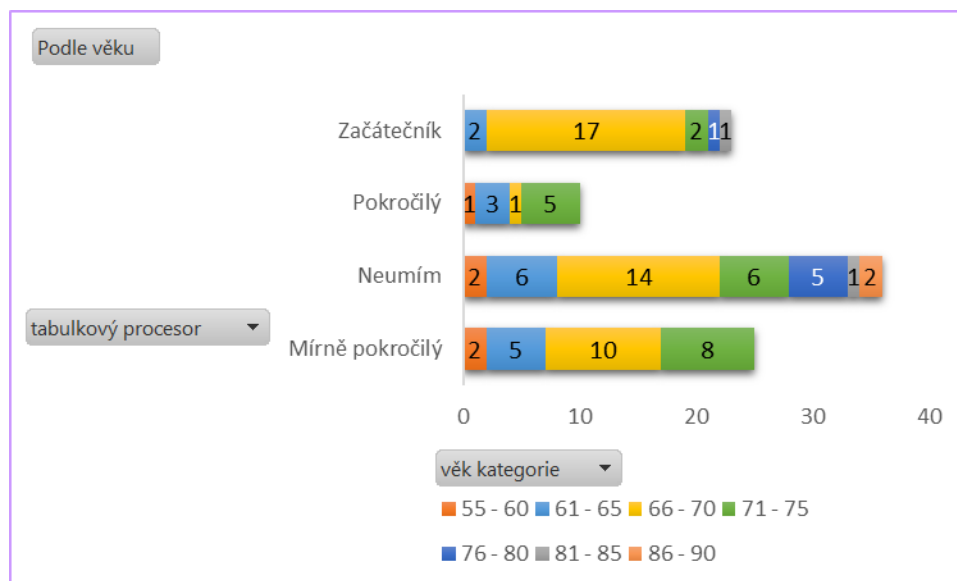 Podle věku
Začátečník 2 17 2 1 1
Pokročilý 1 3 1 5
Neumím 2 6 14 6 5 1 2
tabulkový procesor
Mírně pokročilý 2 5 10 8
0 10 20 30 40
věk kategorie
55 - 60 61 - 65 66 - 70 71 - 75
76 - 80 81 - 85 86 - 90